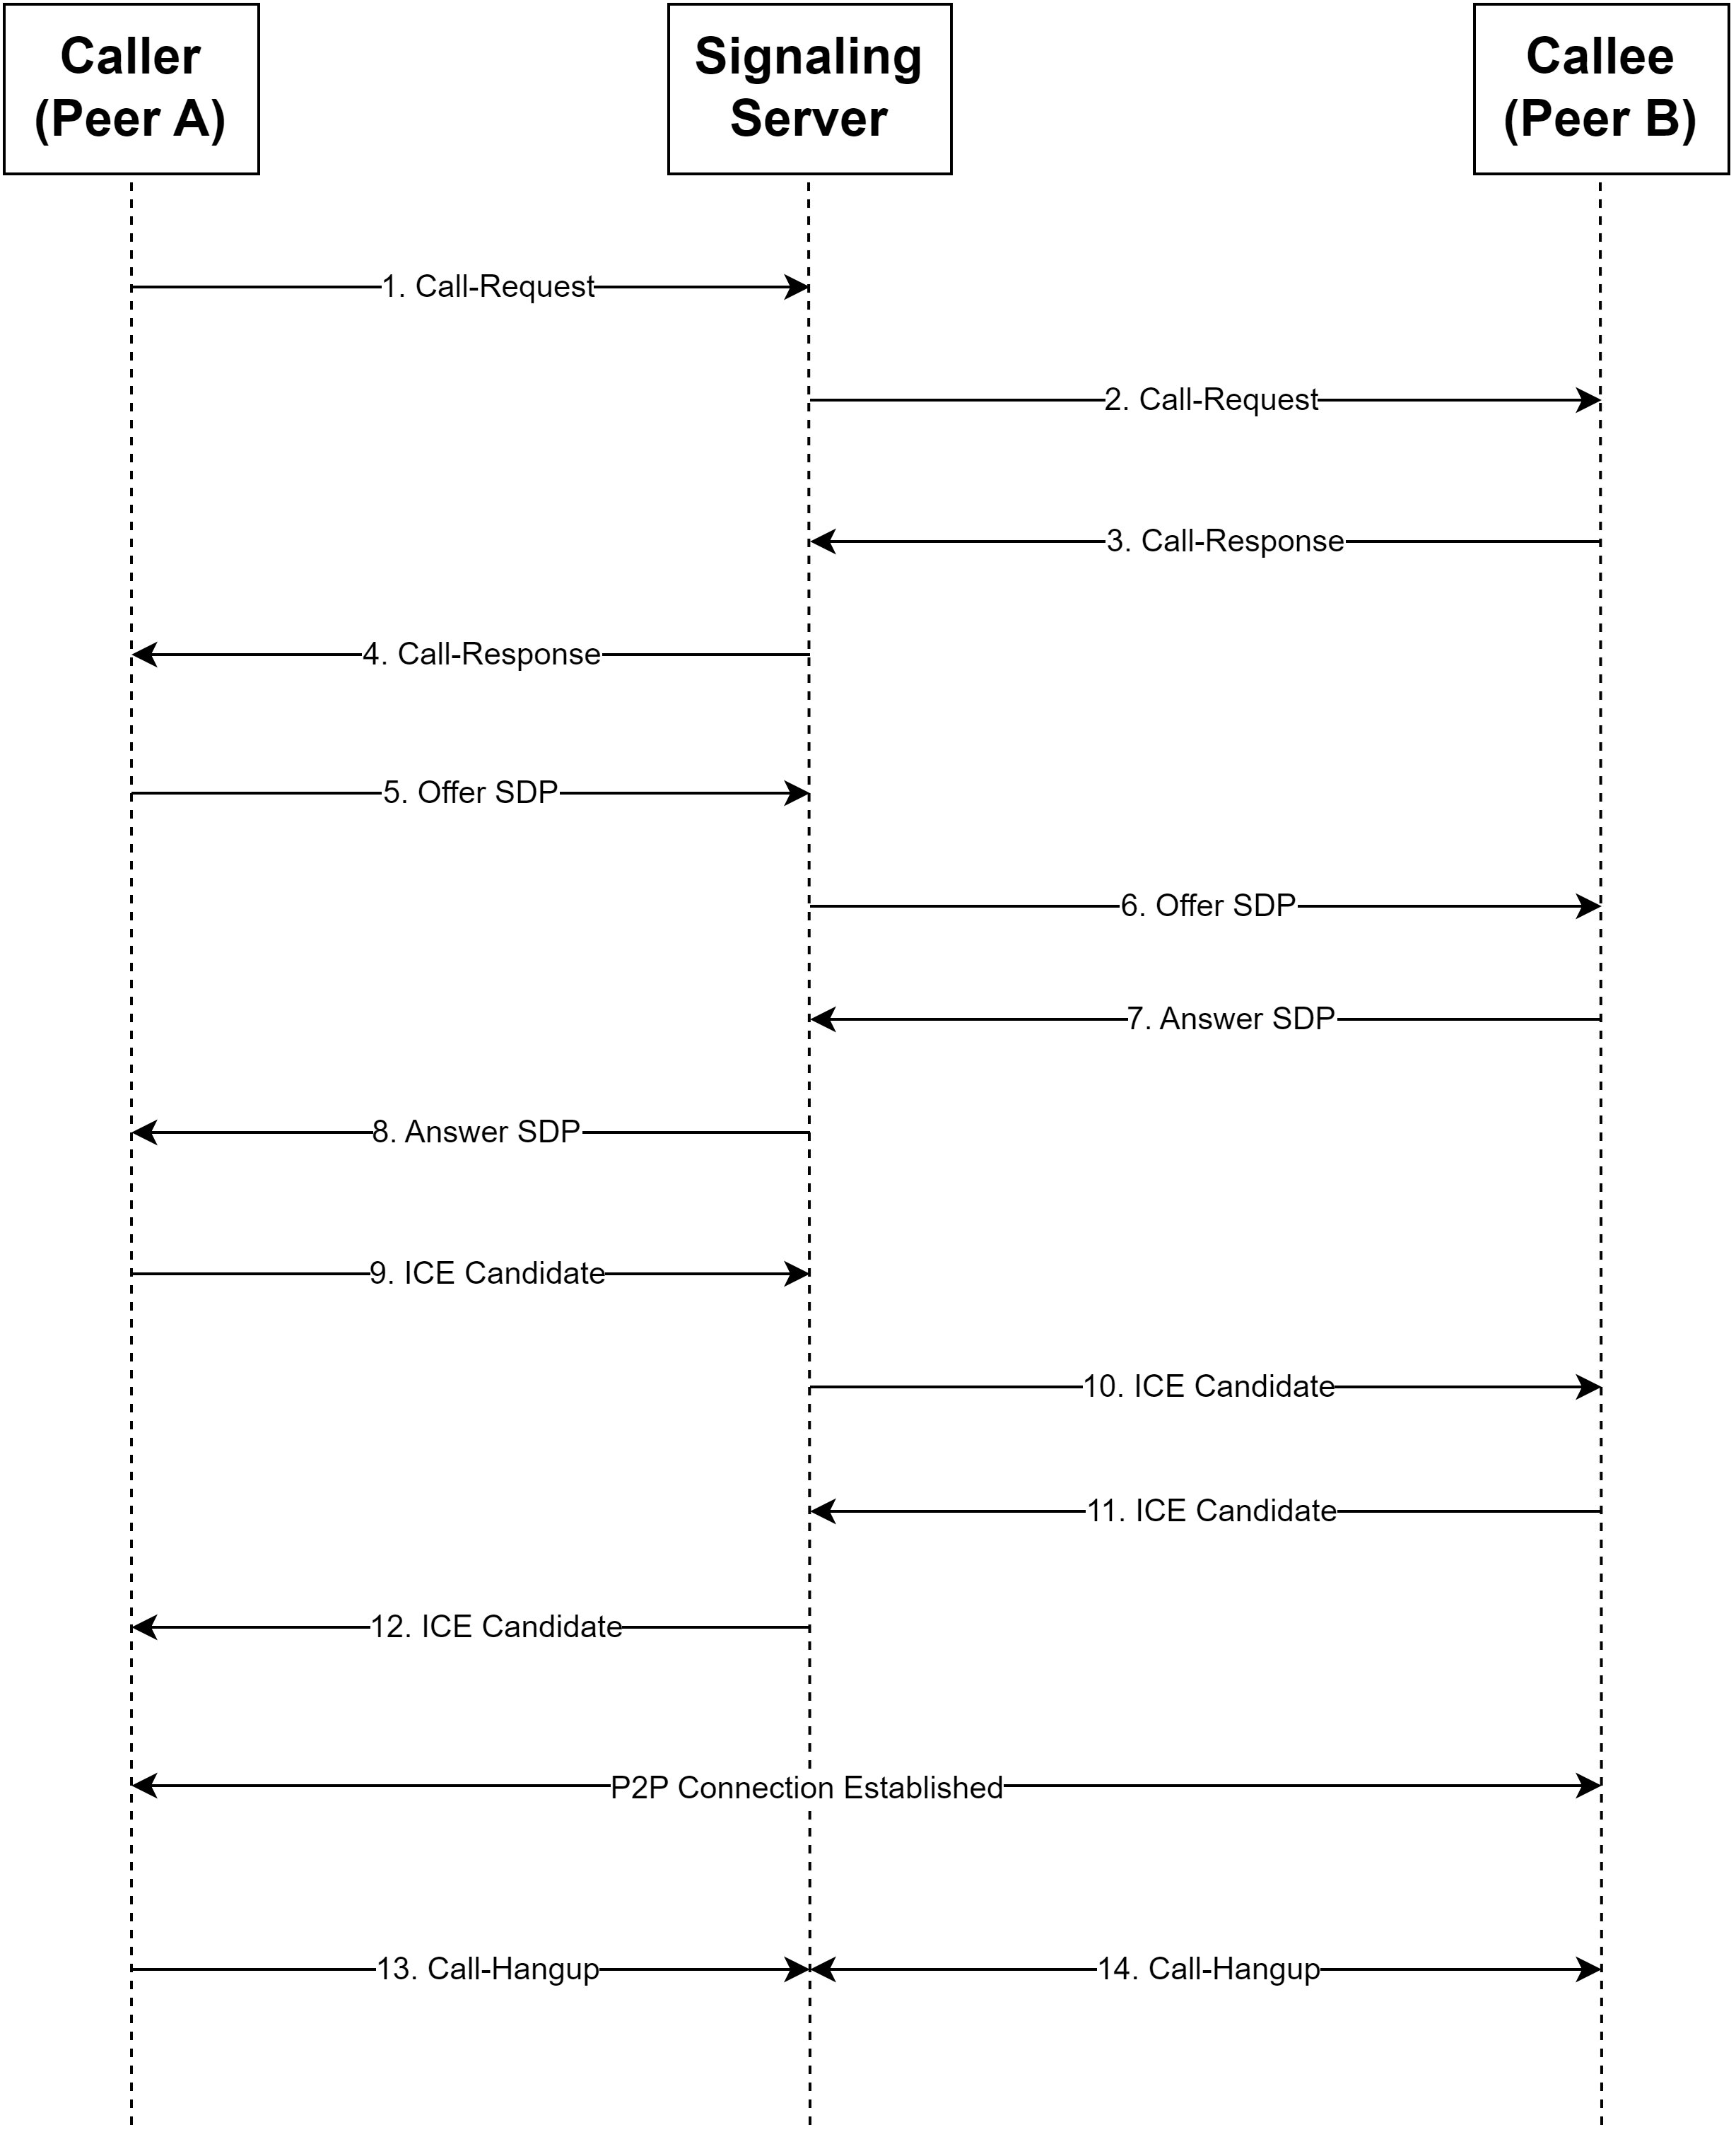 Caller
(Peer A)
Signaling
Server
Callee
(Peer B)
1. Call-Request
2. Call-Request
3. Call-Response
4. Call-Response
5. Offer SDP
6. Offer SDP
7. Answer SDP
8. Answer SDP
9. ICE Candidate
10. ICE Candidate
11. ICE Candidate
12. ICE Candidate
P2P Connection Established
13. Call-Hangup
14. Call-Hangup